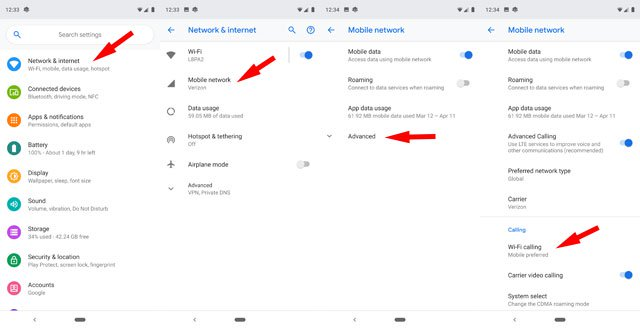 12:33
Search settings
Network & internet
Wi-Fi, mobile, data usage, hotspot
Connected devices
Bluetooth, driving mode, NFC
Apps & notifications
Permissions, default apps
Battery
100% - About 1 day, 9 hr left
Display
Wallpaper, sleep, font size
Sound
Volume, vibration, Do Not Disturb
Storage
34% used - 42.24 GB free
Security & location
Play Protect, screen lock, fingerprint
Accounts
Google
12:33
Network & internet
Wi-Fi
LBPA2
Mobile network
Verizon
Data usage
59.05 MB of data used
Hotspot & tethering
Off
Airplane mode
Advanced
VPN, Private DNS
12:34
Mobile network
Mobile data
Access data using mobile network
Roaming
Connect to data services when roaming
App data usage
61.92 MB mobile data used Mar 12 – Apr 11
Advanced
12:34
Mobile network
Mobile data
Access data using mobile network
Roaming
Connect to data services when roaming
App data usage
61.92 MB mobile data used Mar 12 – Apr 11
Advanced Calling
Use LTE services to improve voice and
other communications (recommended)
Preferred network type
Global
Carrier
Verizon
Calling
Wi-Fi calling
Mobile preferred
Carrier video calling
System select
Change the CDMA roaming mode